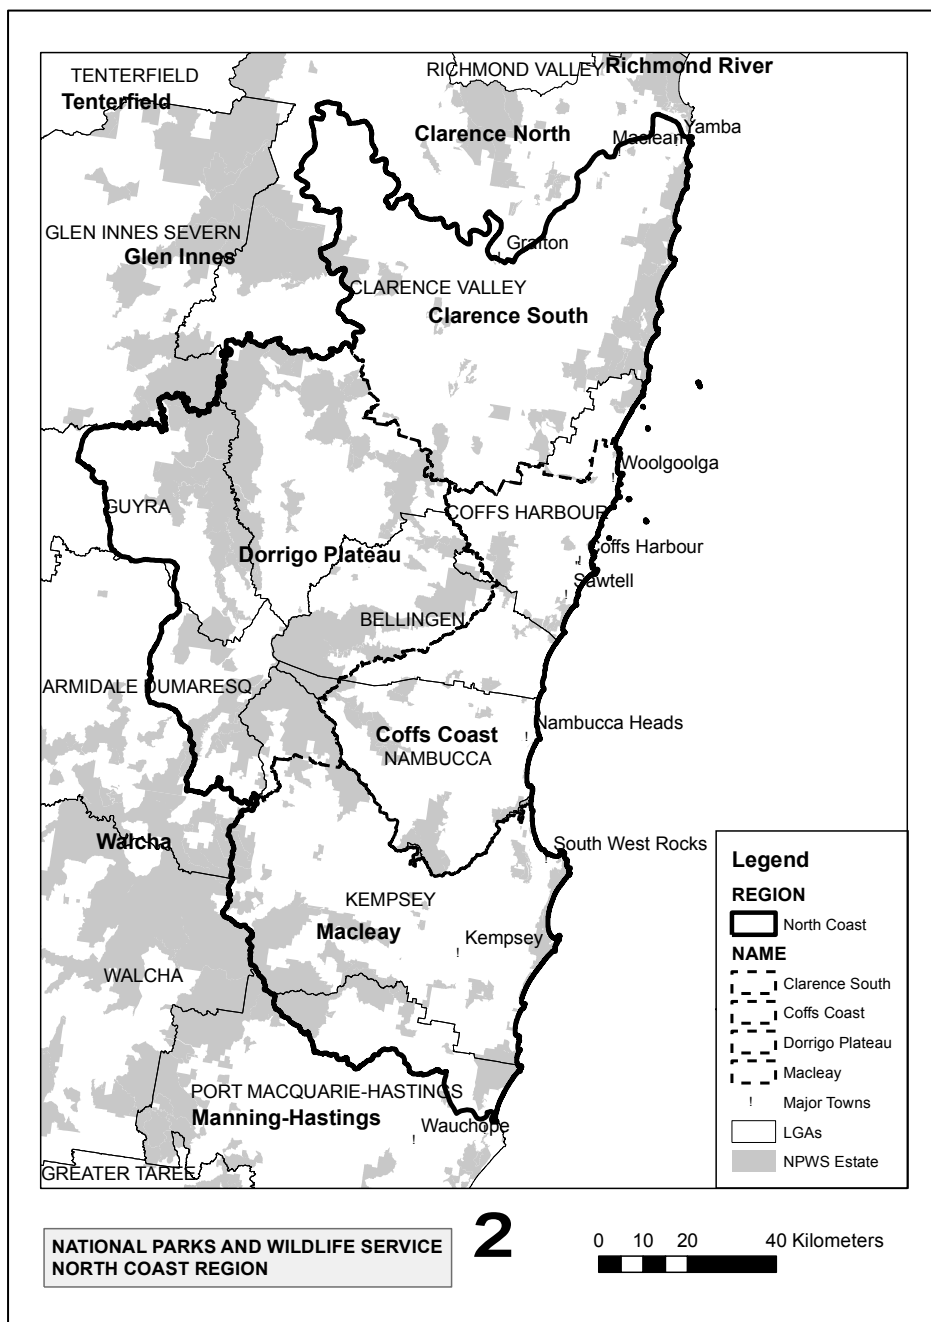 TENTERFIELD
Tenterfield
RICHMOND VALLEY
Richmond River
Clarence North
Maclean
Yamba
GLEN INNES SEVERN
Glen Innes
Grafton
CLARENCE VALLEY
Clarence South
Woolgoolga
GUYRA
COFFS HARBOUR
Dorrigo Plateau
Coffs Harbour
Sawtell
BELLINGEN
ARMIDALE DUMARESQ
Nambucca Heads
Coffs Coast
NAMBUCCA
Walcha
South West Rocks
KEMPSEY
Macleay
Kempsey
WALCHA
PORT MACQUARIE-HASTINGS
Manning-Hastings
Wauchope
GREATER TAREE
Legend
REGION
North Coast
NAME
Clarence South
Coffs Coast
Dorrigo Plateau
Macleay
! Major Towns
LGAs
NPWS Estate
NATIONAL PARKS AND WILDLIFE SERVICE
NORTH COAST REGION
2
0 10 20 40 Kilometers